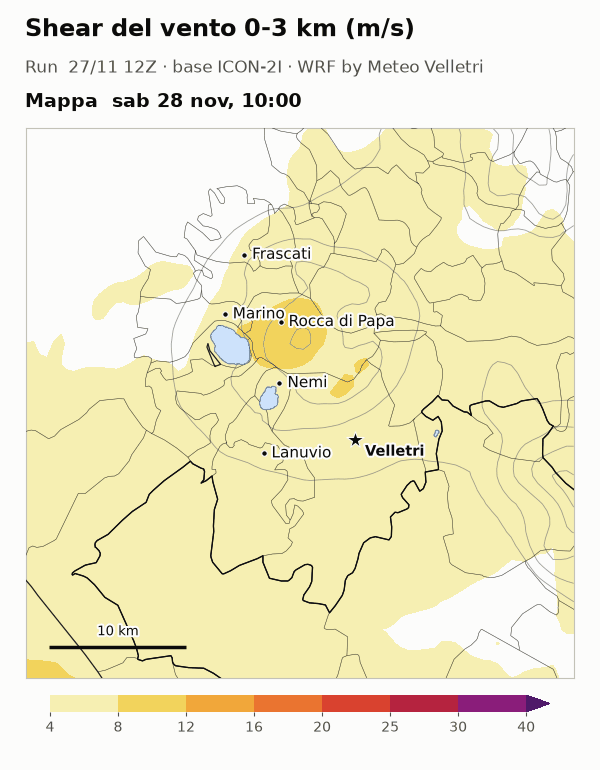 Shear del vento 0-3 km (m/s)
Run  27/11 12Z · base ICON-2I · WRF by Meteo Velletri
Mappa  sab 28 nov, 10:00
Frascati
Marino
Rocca di Papa
Nemi
Velletri
Lanuvio
10 km
4 8 12 16 20 25 30 40